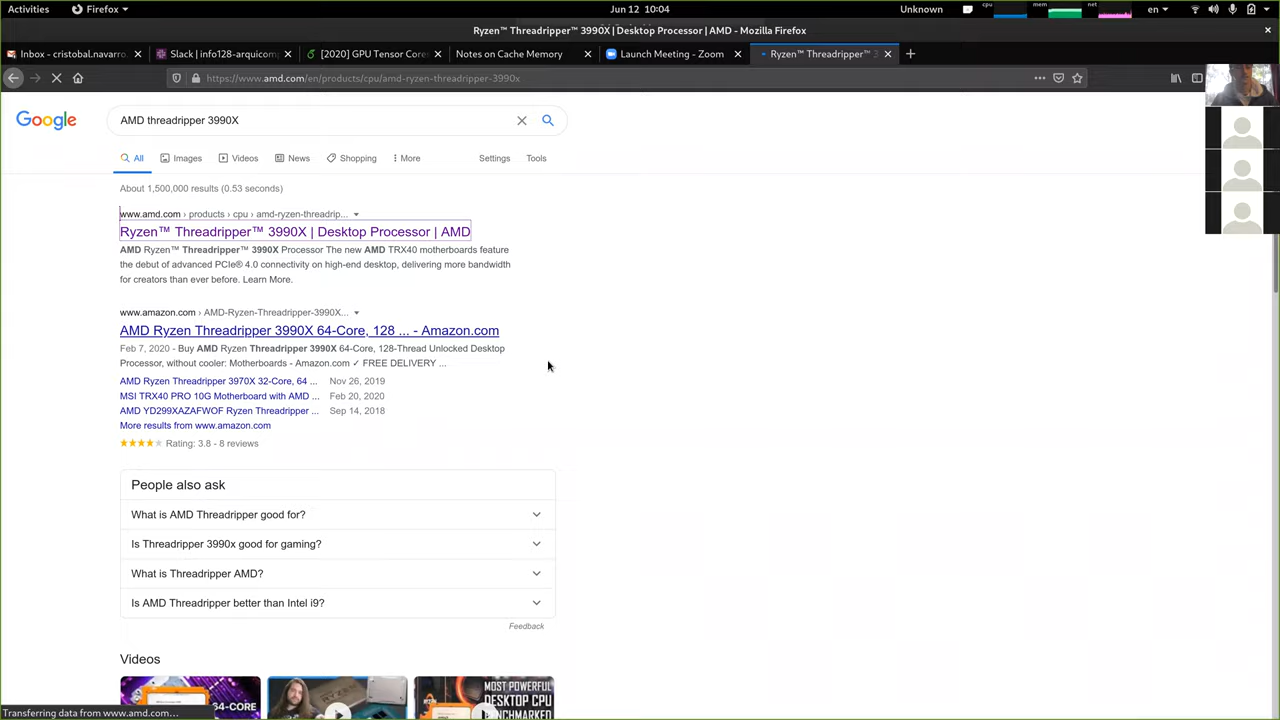 Activities
Firefox
Jun 12 10:04
Unknown
cpu
mem
net
en
Ryzen™ Threadripper™ 3990X | Desktop Processor | AMD - Mozilla Firefox
Inbox - cristobal.navarro
Slack | info128-arquicom
[2020] GPU Tensor Core
Notes on Cache Memory
Launch Meeting - Zoom
Ryzen™ Threadripper™ 3
https://www.amd.com/en/products/cpu/amd-ryzen-threadripper-3990x
Google
AMD threadripper 3990X
All
Images
Videos
News
Shopping
More
Settings
Tools
About 1,500,000 results (0.53 seconds)
www.amd.com › products › cpu › amd-ryzen-threadrip...
Ryzen™ Threadripper™ 3990X | Desktop Processor | AMD
AMD Ryzen™ Threadripper™ 3990X Processor The new AMD TRX40 motherboards feature
the debut of advanced PCIe® 4.0 connectivity on high-end desktop, delivering more bandwidth
for creators than ever before. Learn More.
www.amazon.com › AMD-Ryzen-Threadripper-3990X...
AMD Ryzen Threadripper 3990X 64-Core, 128 ... - Amazon.com
Feb 7, 2020 - Buy AMD Ryzen Threadripper 3990X 64-Core, 128-Thread Unlocked Desktop
Processor, without cooler: Motherboards - Amazon.com ✓ FREE DELIVERY ...
AMD Ryzen Threadripper 3970X 32-Core, 64 ... Nov 26, 2019
MSI TRX40 PRO 10G Motherboard with AMD ... Feb 20, 2020
AMD YD299XAZAFWOF Ryzen Threadripper ... Sep 14, 2018
More results from www.amazon.com
Rating: 3.8 - 8 reviews
People also ask
What is AMD Threadripper good for?
Is Threadripper 3990x good for gaming?
What is Threadripper AMD?
Is AMD Threadripper better than Intel i9?
Feedback
Videos
64-CORE
MOST POWERFUL
DESKTOP CPU
BENCHMARKED
Transferring data from www.amd.com...